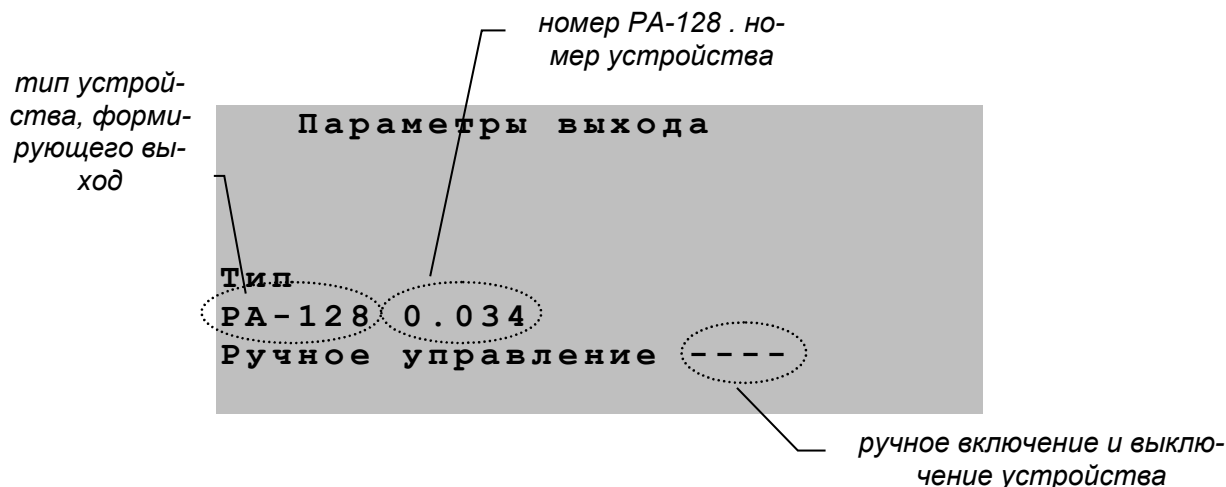 номер РА-128 . но-
мер устройства
тип устрой-
ства, форми-
рующего вы-
ход
Параметры выхода
Тип
РА-128 0.034
Ручное управление ----
ручное включение и выклю-
чение устройства